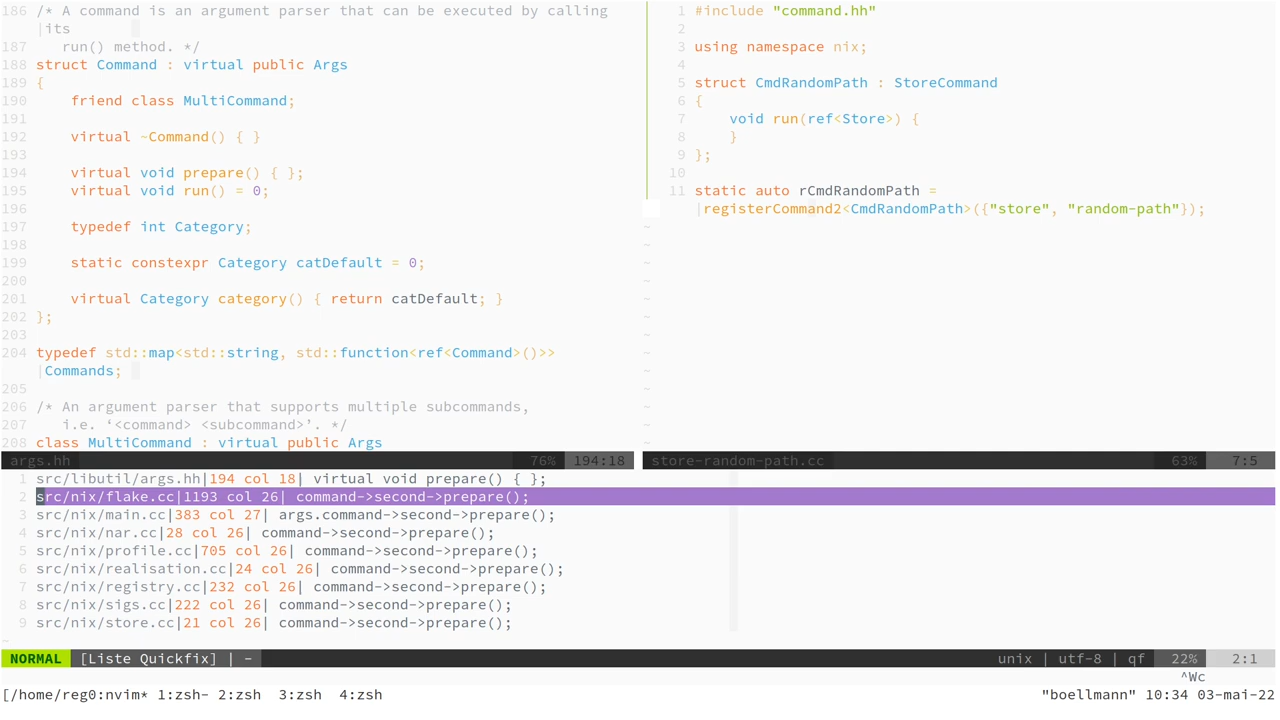 186 /* A command is an argument parser that can be executed by calling
|its
187    run() method. */
188 struct Command : virtual public Args
189 {
190     friend class MultiCommand;
191
192     virtual ~Command() { }
193
194     virtual void prepare() { };
195     virtual void run() = 0;
196
197     typedef int Category;
198
199     static constexpr Category catDefault = 0;
200
201     virtual Category category() { return catDefault; }
202 };
203
204 typedef std::map<std::string, std::function<ref<Command>()>>
|Commands;
205
206 /* An argument parser that supports multiple subcommands,
207    i.e. ‘<command> <subcommand>’. */
208 class MultiCommand : virtual public Args
args.hh 76% 194:18
1 #include "command.hh"
2
3 using namespace nix;
4
5 struct CmdRandomPath : StoreCommand
6 {
7     void run(ref<Store>) {
8     }
9 };
10
11 static auto rCmdRandomPath =
|registerCommand2<CmdRandomPath>({"store", "random-path"});
~
~
~
~
~
~
~
~
~
~
~
~
~
store-random-path.cc 63% 7:5
1 src/libutil/args.hh|194 col 18| virtual void prepare() { };
2 src/nix/flake.cc|1193 col 26| command->second->prepare();
3 src/nix/main.cc|383 col 27| args.command->second->prepare();
4 src/nix/nar.cc|28 col 26| command->second->prepare();
5 src/nix/profile.cc|705 col 26| command->second->prepare();
6 src/nix/realisation.cc|24 col 26| command->second->prepare();
7 src/nix/registry.cc|232 col 26| command->second->prepare();
8 src/nix/sigs.cc|222 col 26| command->second->prepare();
9 src/nix/store.cc|21 col 26| command->second->prepare();
~
NORMAL [Liste Quickfix] | - unix | utf-8 | qf 22% 2:1
^Wc
[/home/reg0:nvim* 1:zsh- 2:zsh  3:zsh  4:zsh "boellmann" 10:34 03-mai-22